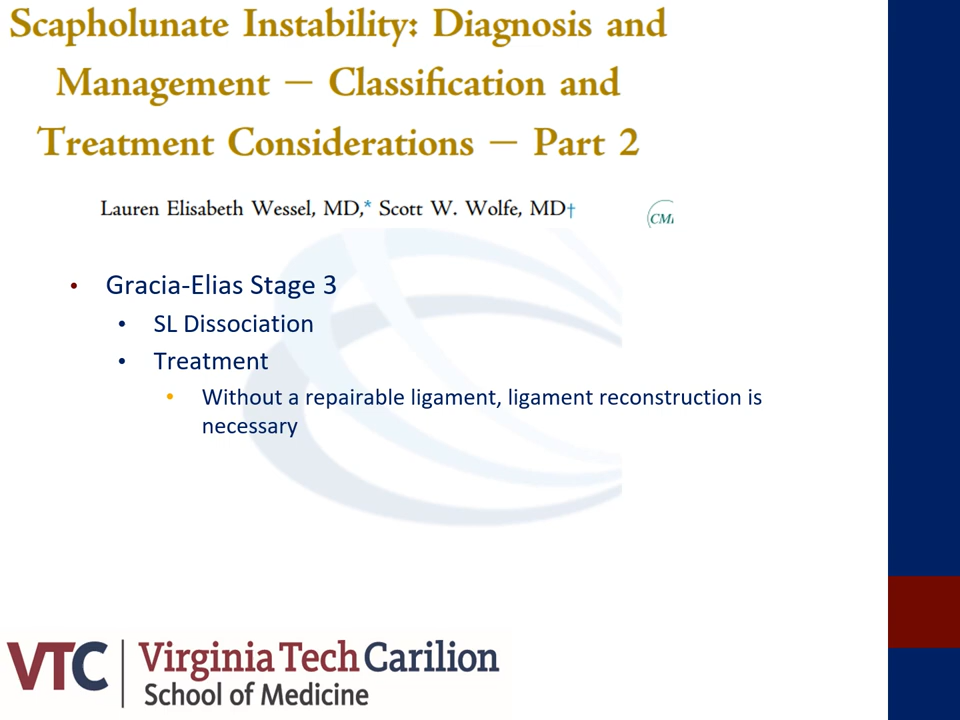 Scapholunate Instability: Diagnosis and
Management — Classification and
Treatment Considerations — Part 2
Lauren Elisabeth Wessel, MD,* Scott W. Wolfe, MD†
• Gracia-Elias Stage 3
• SL Dissociation
• Treatment
• Without a repairable ligament, ligament reconstruction is
necessary
VTC Virginia Tech Carilion
School of Medicine